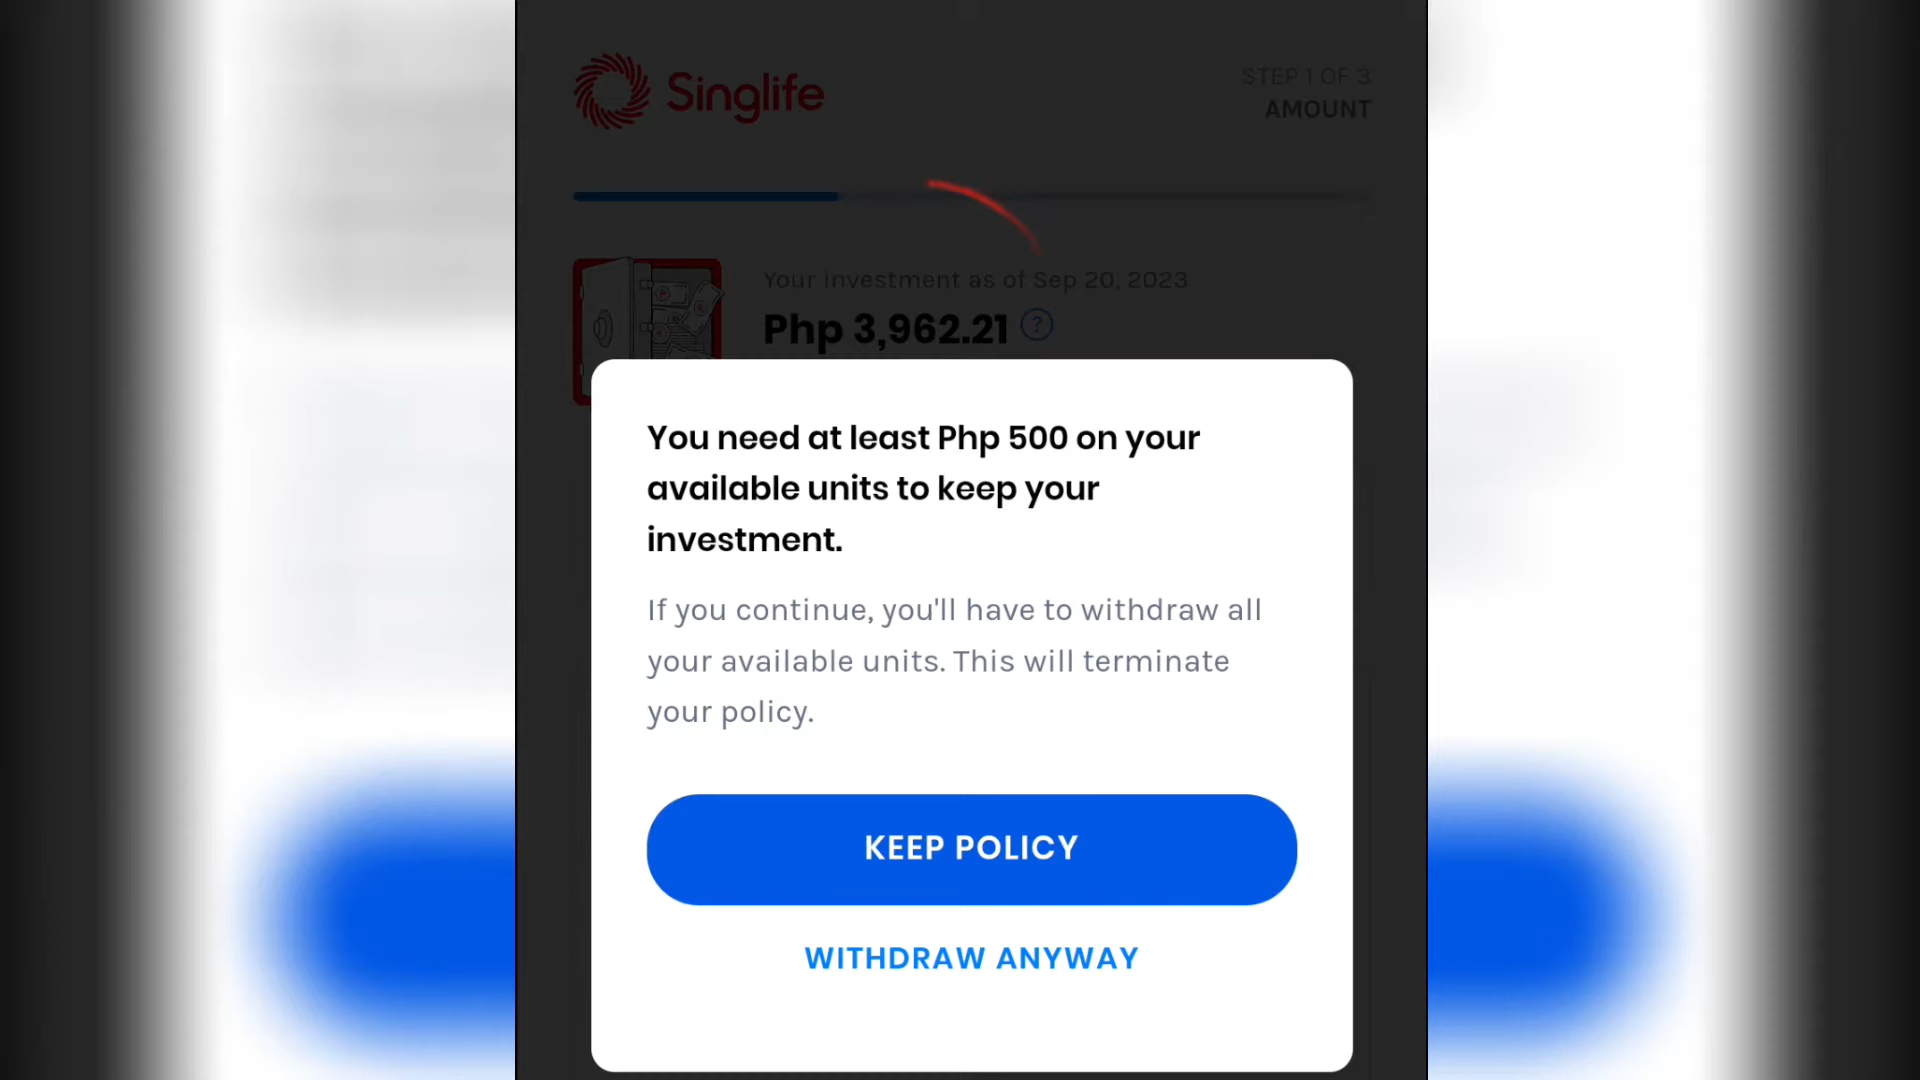 Singlife
STEP 1 OF 3
AMOUNT
Your investment as of Sep 20, 2023
Php 3,962.21 ?
You need at least Php 500 on your
available units to keep your
investment.
If you continue, you'll have to withdraw all
your available units. This will terminate
your policy.
KEEP POLICY
WITHDRAW ANYWAY